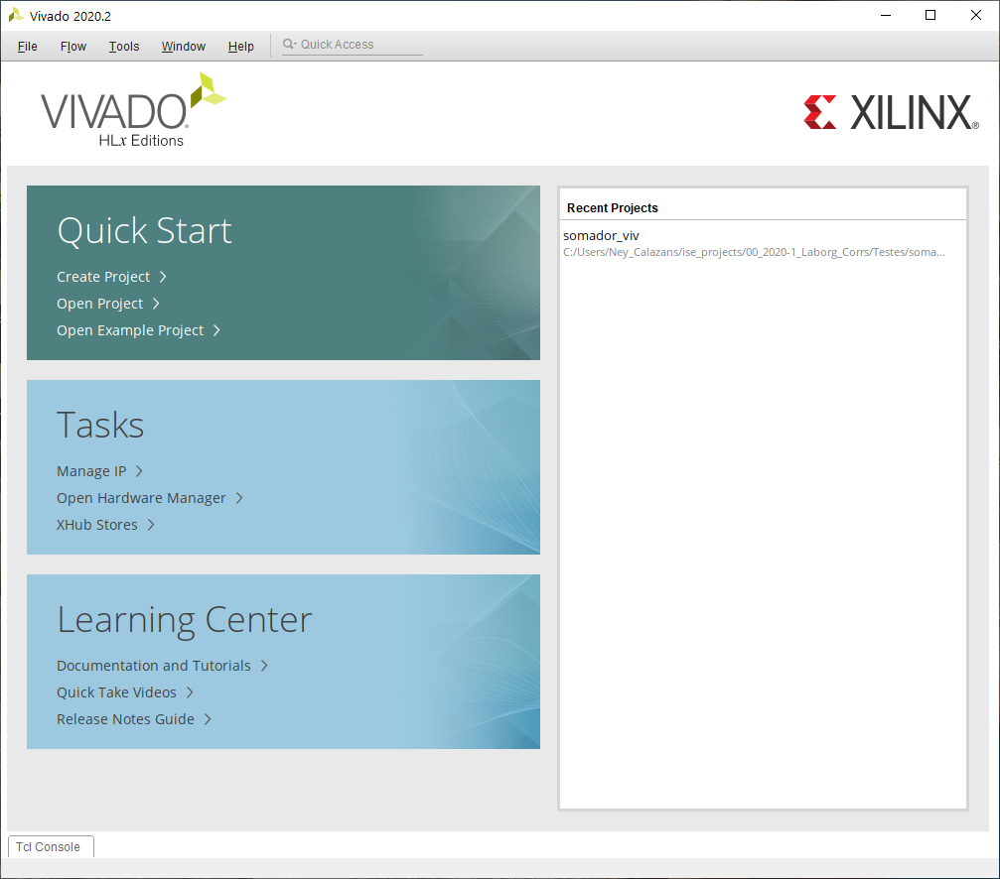 Vivado 2020.2
File Flow Tools Window Help Quick Access
VIVADO.
HLx Editions
XILINX®
Quick Start
Create Project
Open Project
Open Example Project
Tasks
Manage IP
Open Hardware Manager
XHub Stores
Learning Center
Documentation and Tutorials
Quick Take Videos
Release Notes Guide
Recent Projects
somador_viv
C:/Users/Ney_Calazans/ise_projects/00_2020-1_Laborg_Corrs/Testes/soma...
Tcl Console